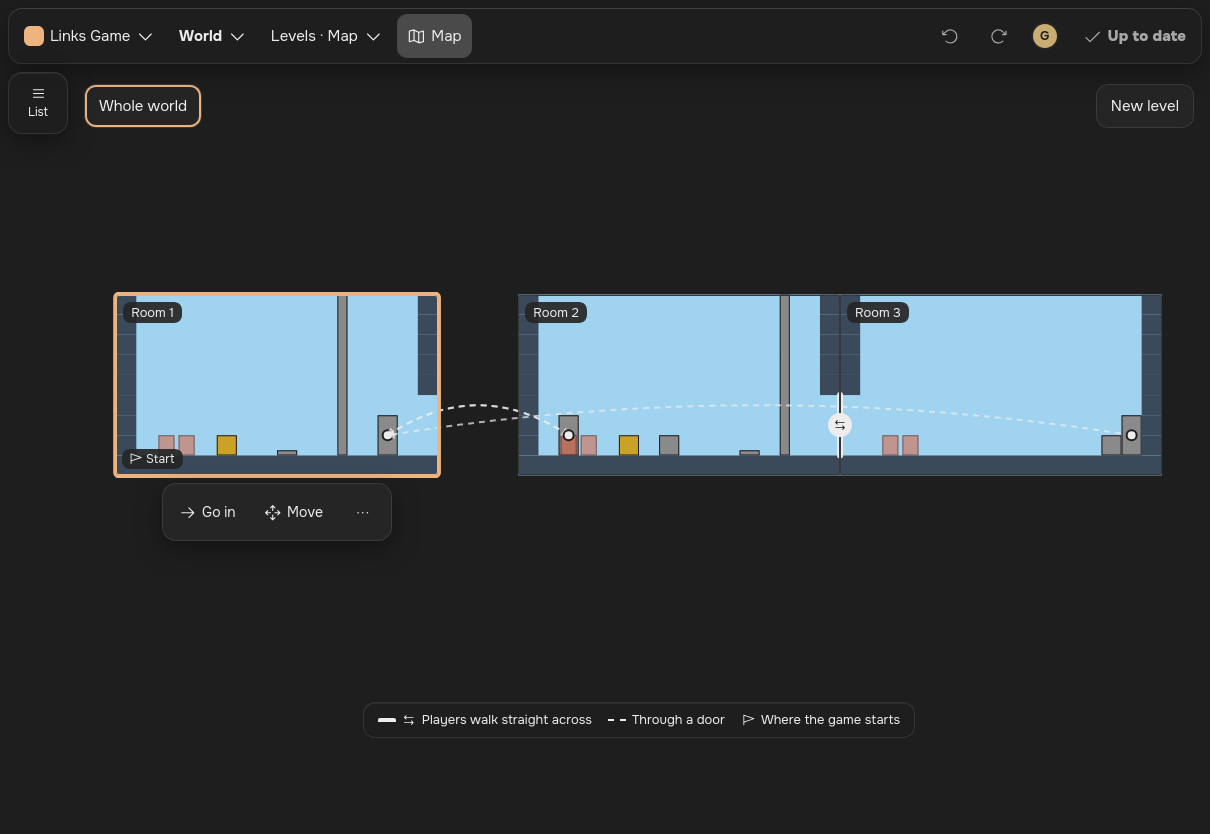 Links Game World Levels · Map Map G Up to date
List Whole world New level
Room 1 Room 2 Room 3
Start
Go in Move ···
Players walk straight across Through a door Where the game starts